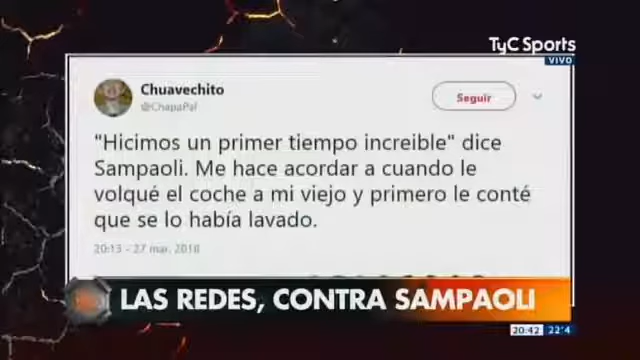 TyC Sports
VIVO
Chuavechito
@ChapaPal
Seguir
"Hicimos un primer tiempo increible" dice
Sampaoli. Me hace acordar a cuando le
volqué el coche a mi viejo y primero le conté
que se lo había lavado.
20:13 - 27 mar. 2018
LAS REDES, CONTRA SAMPAOLI
20:42 22°4